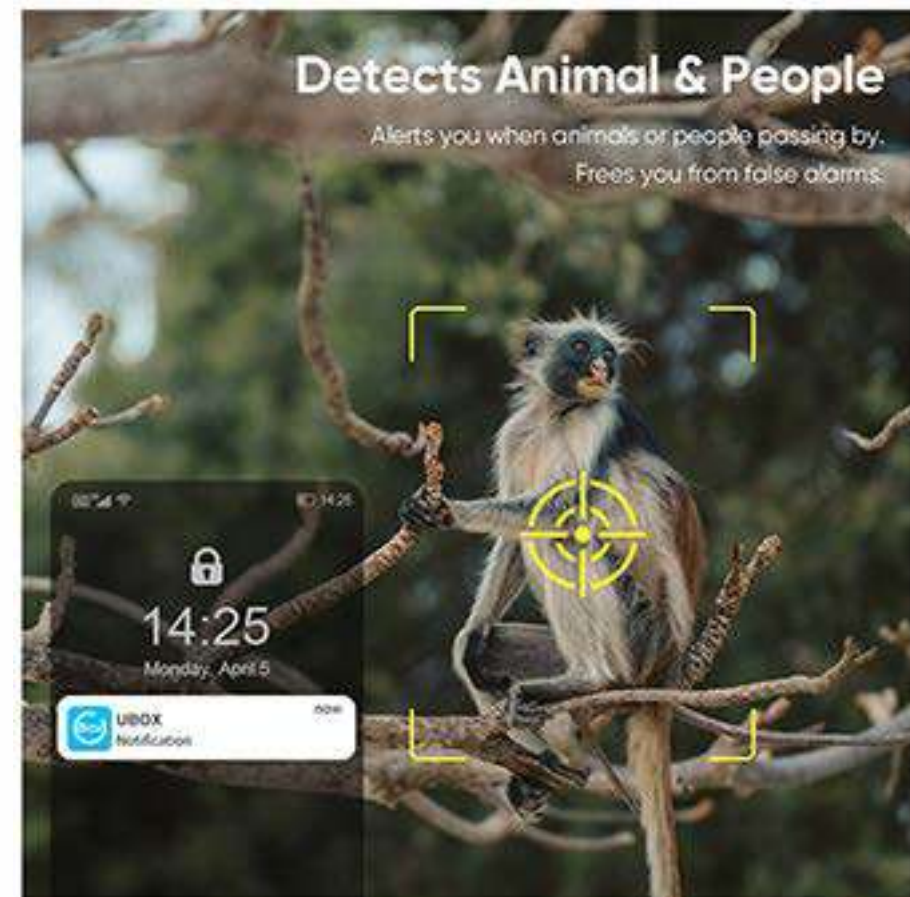 Detects Animal & People
Alerts you when animals or people passing by.
Frees you from false alarms.
14:25
14:25
Monday, April 5
UBOX
now
Notification